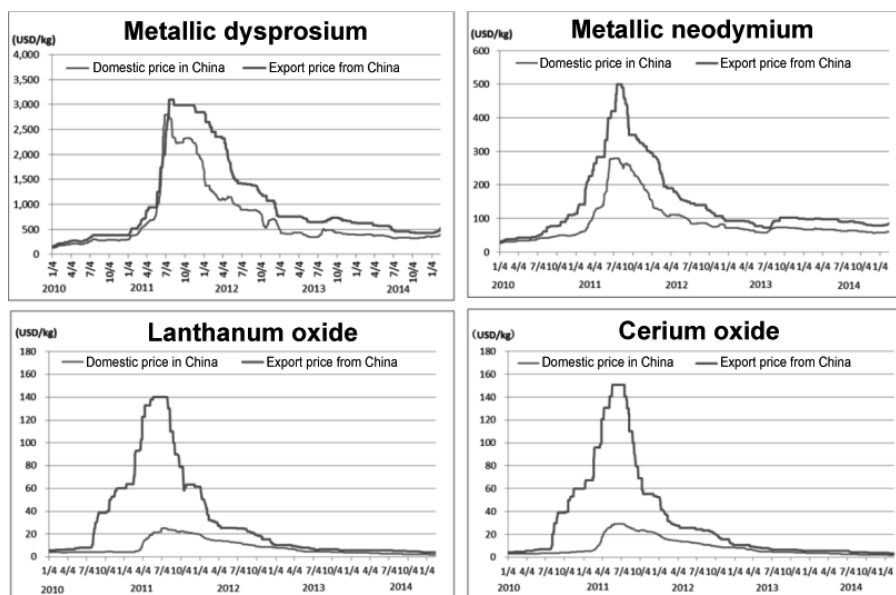 Metallic dysprosium
(USD/kg)
4,000
Domestic price in China
Export price from China
3,500
3,000
2,500
2,000
1,500
1,000
500
0
1/4 4/4 7/4 10/4 1/4 4/4 7/4 10/4 1/4 4/4 7/4 10/4 1/4 4/4 7/4 10/4 1/4 4/4 7/4 10/4 1/4
2010 2011 2012 2013 2014
Metallic neodymium
(USD/kg)
600
Domestic price in China
Export price from China
500
400
300
200
100
0
1/4 4/4 7/4 10/4 1/4 4/4 7/4 10/4 1/4 4/4 7/4 10/4 1/4 4/4 7/4 10/4 1/4 4/4 7/4 10/4 1/4
2010 2011 2012 2013 2014
Lanthanum oxide
(USD/kg)
180
Domestic price in China
Export price from China
160
140
120
100
80
60
40
20
0
1/4 4/4 7/4 10/4 1/4 4/4 7/4 10/4 1/4 4/4 7/4 10/4 1/4 4/4 7/4 10/4 1/4 4/4 7/4 10/4 1/4
2010 2011 2012 2013 2014
Cerium oxide
(USD/kg)
180
Domestic price in China
Export price from China
160
140
120
100
80
60
40
20
0
1/4 4/4 7/4 10/4 1/4 4/4 7/4 10/4 1/4 4/4 7/4 10/4 1/4 4/4 7/4 10/4 1/4 4/4 7/4 10/4 1/4
2010 2011 2012 2013 2014